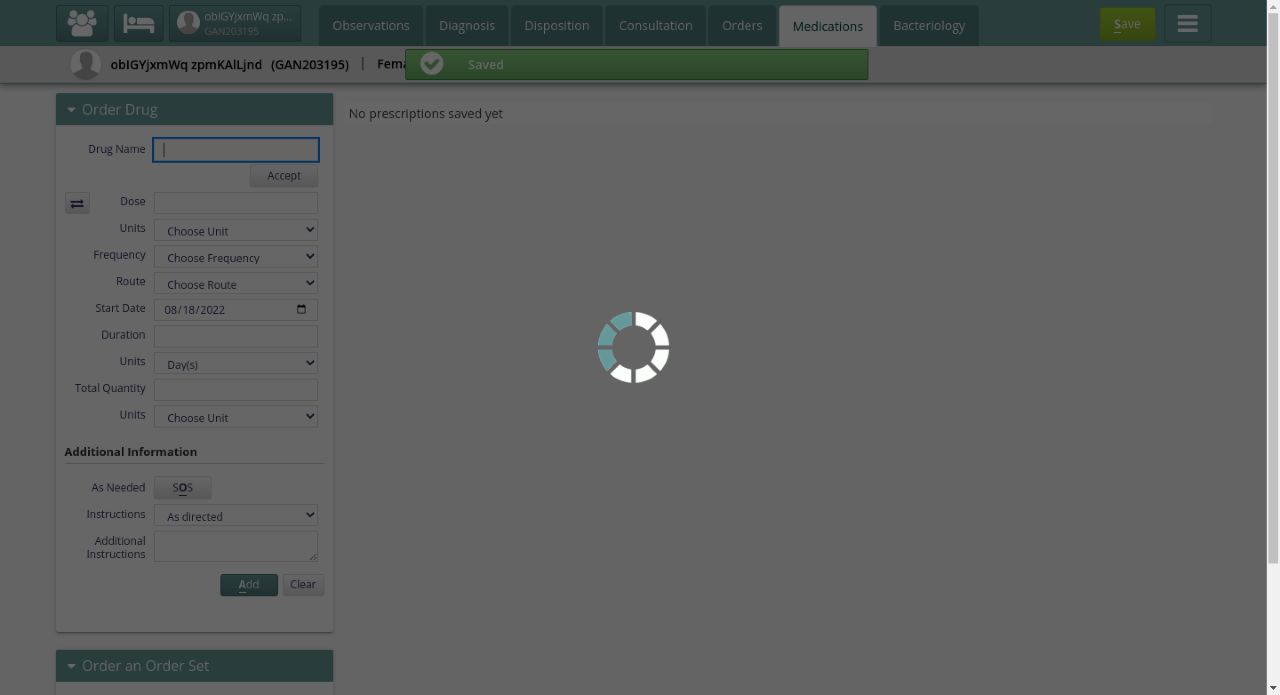 obIGYjxmWq zp...
GAN203195
Observations
Diagnosis
Disposition
Consultation
Orders
Medications
Bacteriology
Save
obIGYjxmWq zpmKAlLjnd (GAN203195) | Fema
Saved
Order Drug
No prescriptions saved yet
Drug Name
Accept
Dose
Units Choose Unit
Frequency Choose Frequency
Route Choose Route
Start Date 08/18/2022
Duration
Units Day(s)
Total Quantity
Units Choose Unit
Additional Information
As Needed SOS
Instructions As directed
Additional
Instructions
Add Clear
Order an Order Set